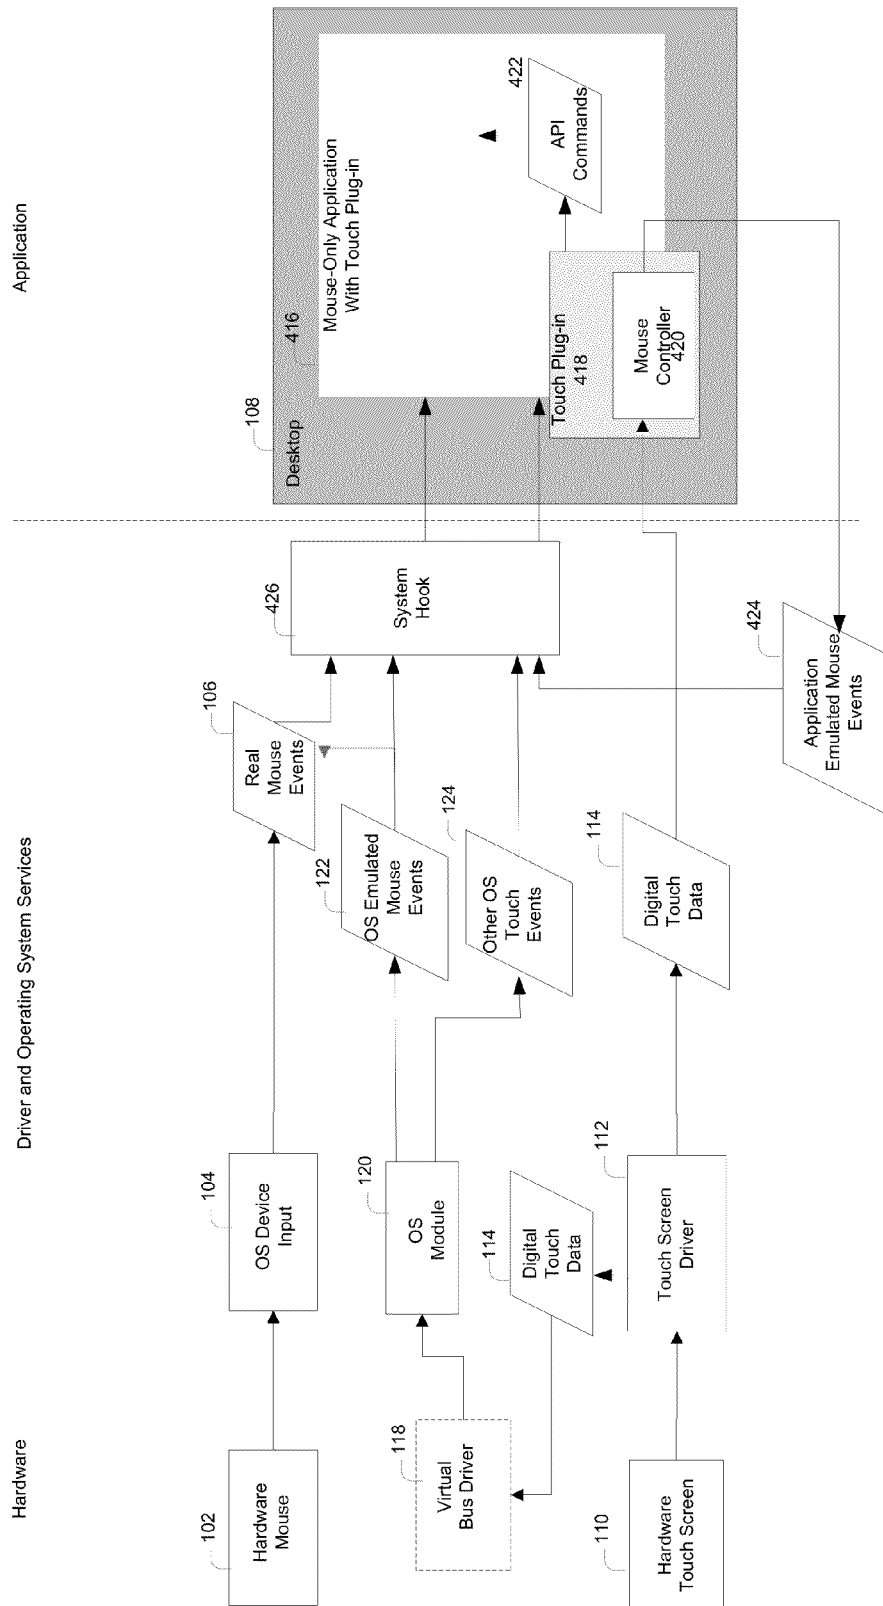 Hardware
Driver and Operating System Services
Application
102
Hardware
Mouse
104
OS Device
Input
106
Real
Mouse
Events
118
Virtual
Bus Driver
120
OS
Module
122
OS Emulated
Mouse
Events
124
Other OS
Touch
Events
114
Digital
Touch
Data
110
Hardware
Touch Screen
112
Touch Screen
Driver
114
Digital
Touch
Data
426
System
Hook
424
Application
Emulated Mouse
Events
108
Desktop
416
Mouse-Only Application
With Touch Plug-in
Touch Plug-in
418
Mouse
Controller
420
422
API
Commands